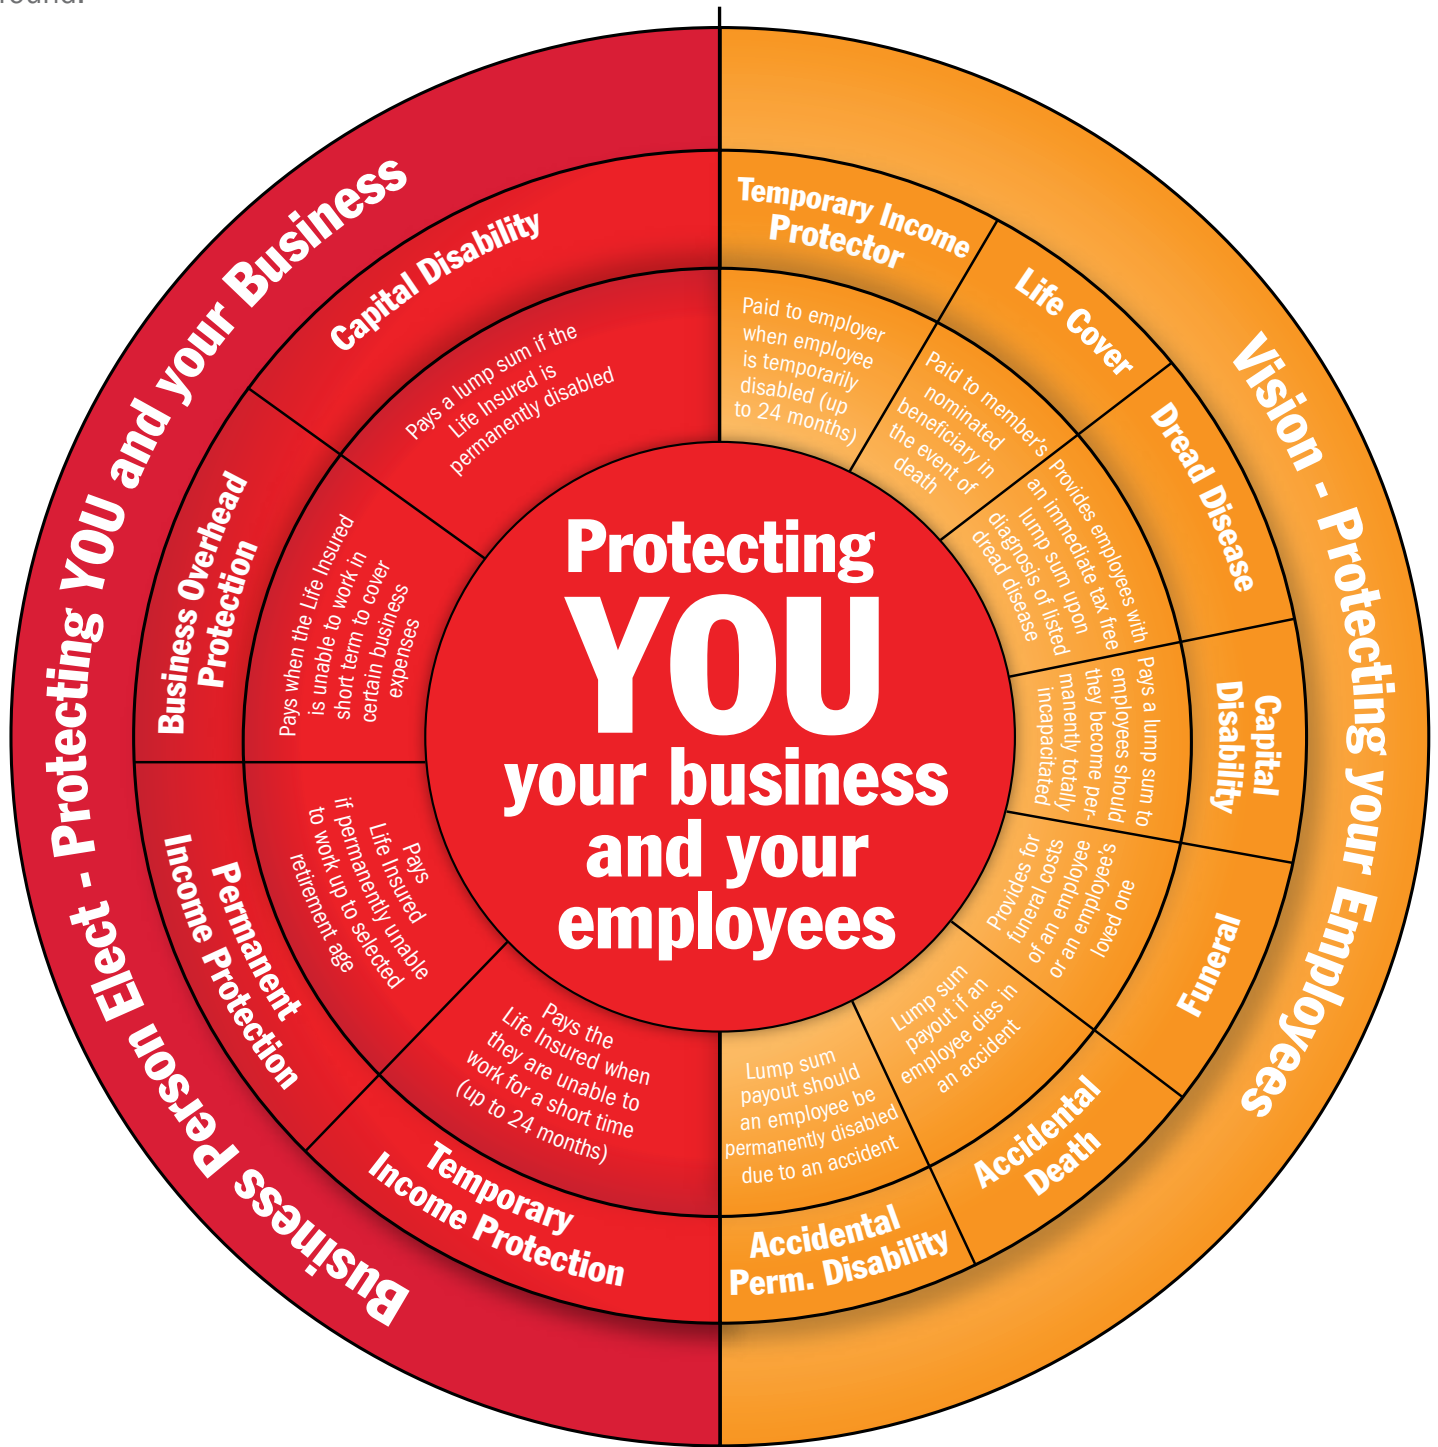 round.
Protecting
YOU
your business
and your
employees
Business Person Elect - Protecting YOU and your Business
Capital Disability
Pays a lump sum if the
Life Insured is
permanently disabled
Business Overhead
Protection
Pays when the Life Insured
is unable to work in
short term to cover
certain business
expenses
Permanent
Income Protection
Pays
Life Insured
if permanently unable
to work up to selected
retirement age
Temporary
Income Protection
Pays the
Life Insured when
they are unable to
work for a short time
(up to 24 months)
Vision - Protecting your Employees
Temporary Income
Protector
Paid to employer
when employee
is temporarily
disabled (up
to 24 months)
Life Cover
Paid to member's
nominated
beneficiary in
the event of
death
Dread Disease
Provides employees with
an immediate tax free
lump sum upon
diagnosis of listed
dread disease
Capital
Disability
Pays a lump sum to
employees should
they become per-
manently totally
incapacitated
Funeral
Provides for
funeral costs
of an employee
or an employee's
loved one
Accidental
Death
Lump sum
payout if an
employee dies in
an accident
Accidental
Perm. Disability
Lump sum
payout should
an employee be
permanently disabled
due to an accident